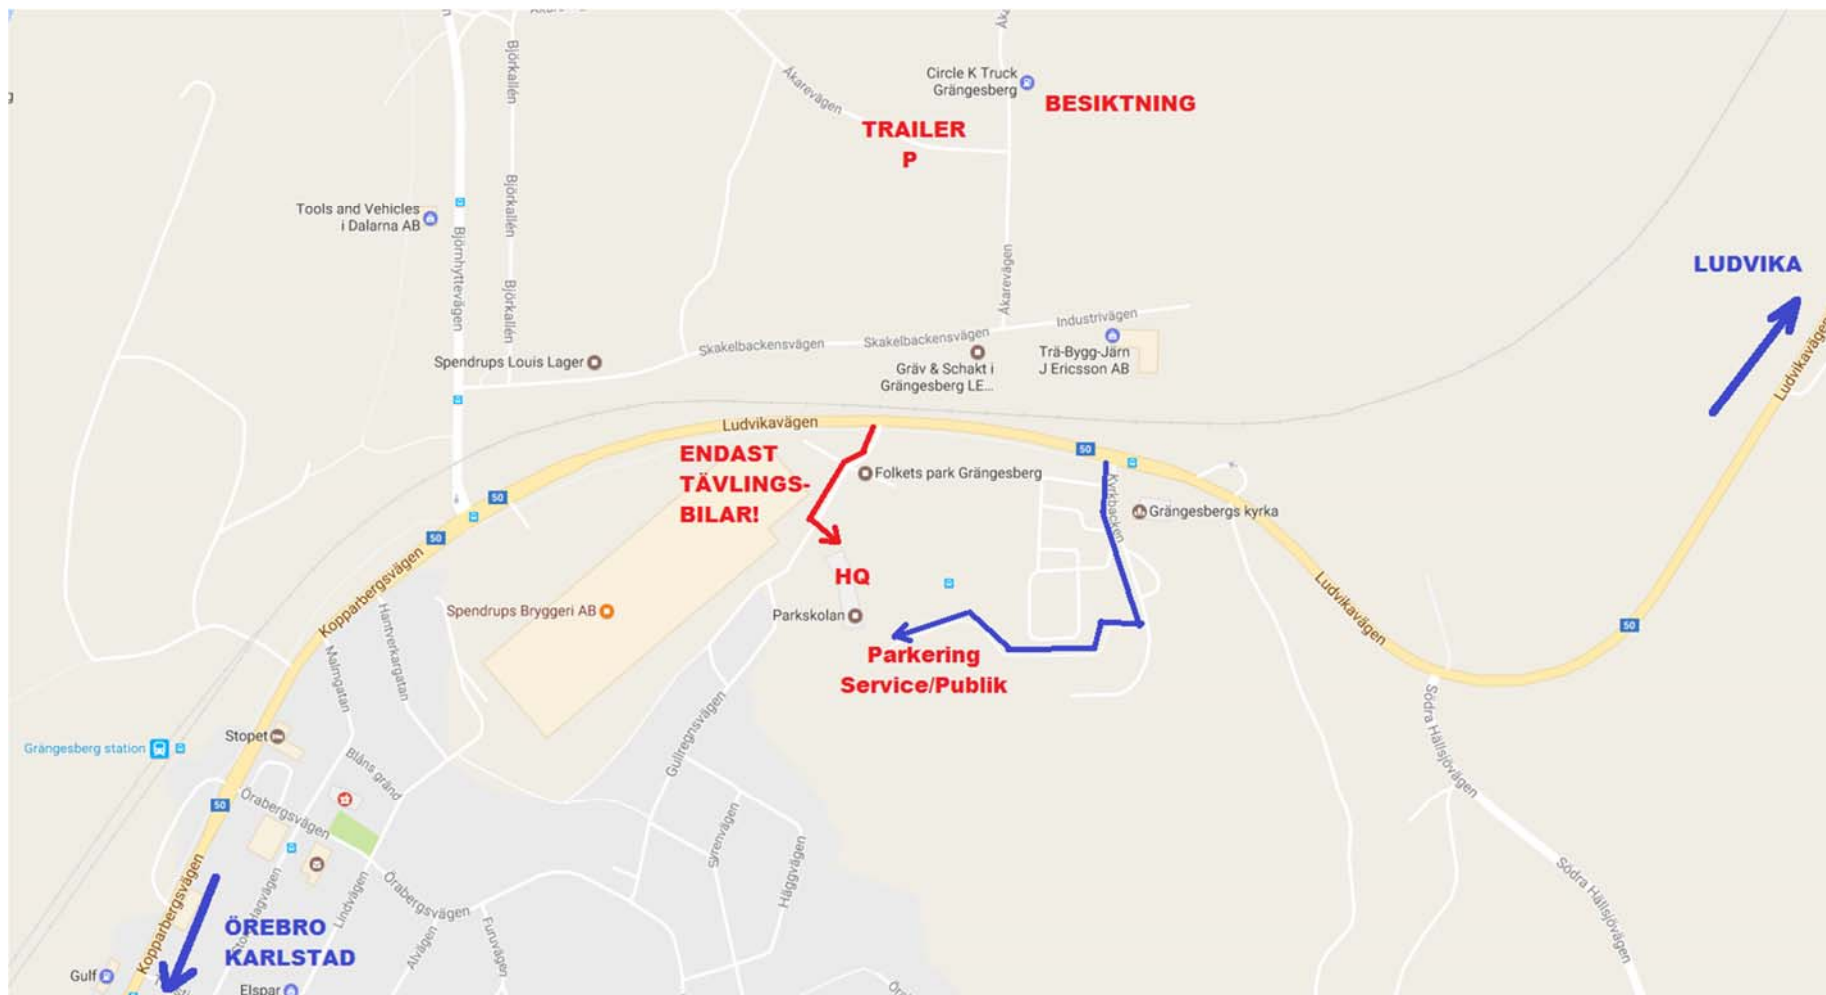 Björkallén
Åkarevägen
Circle K Truck
Grängesberg
BESIKTNING
TRAILER
P
Björkallén
Tools and Vehicles
i Dalarna AB
Björnhyttevägen
Björkallén
Åkarevägen
LUDVIKA
Industrivägen
Skakelbackensvägen
Skakelbackensvägen
Spendrups Louis Lager
Gräv & Schakt i
Grängesberg LE...
Trä-Bygg-Järn
J Ericsson AB
Ludvikavägen
Ludvikavägen
ENDAST
TÄVLINGS-
BILAR!
Folkets park Grängesberg
50
Kyrkbacken
Grängesbergs kyrka
50
50
Kopparbergsvägen
HQ
Spendrups Bryggeri AB
Parkskolan
Ludvikavägen
50
Hantverkargatan
Malmgatan
Parkering
Service/Publik
Södra Hällsjövägen
Grängesberg station
Stopet
Gullregnsvägen
Blåns gränd
50
Örabergsvägen
Syrenvägen
Häggvägen
Södra Hällsjövägen
Kopparbergsvägen
Lindvägen
Örabergsvägen
ÖREBRO
KARLSTAD
Alvägen
Furuvägen
Gulf
Elspar